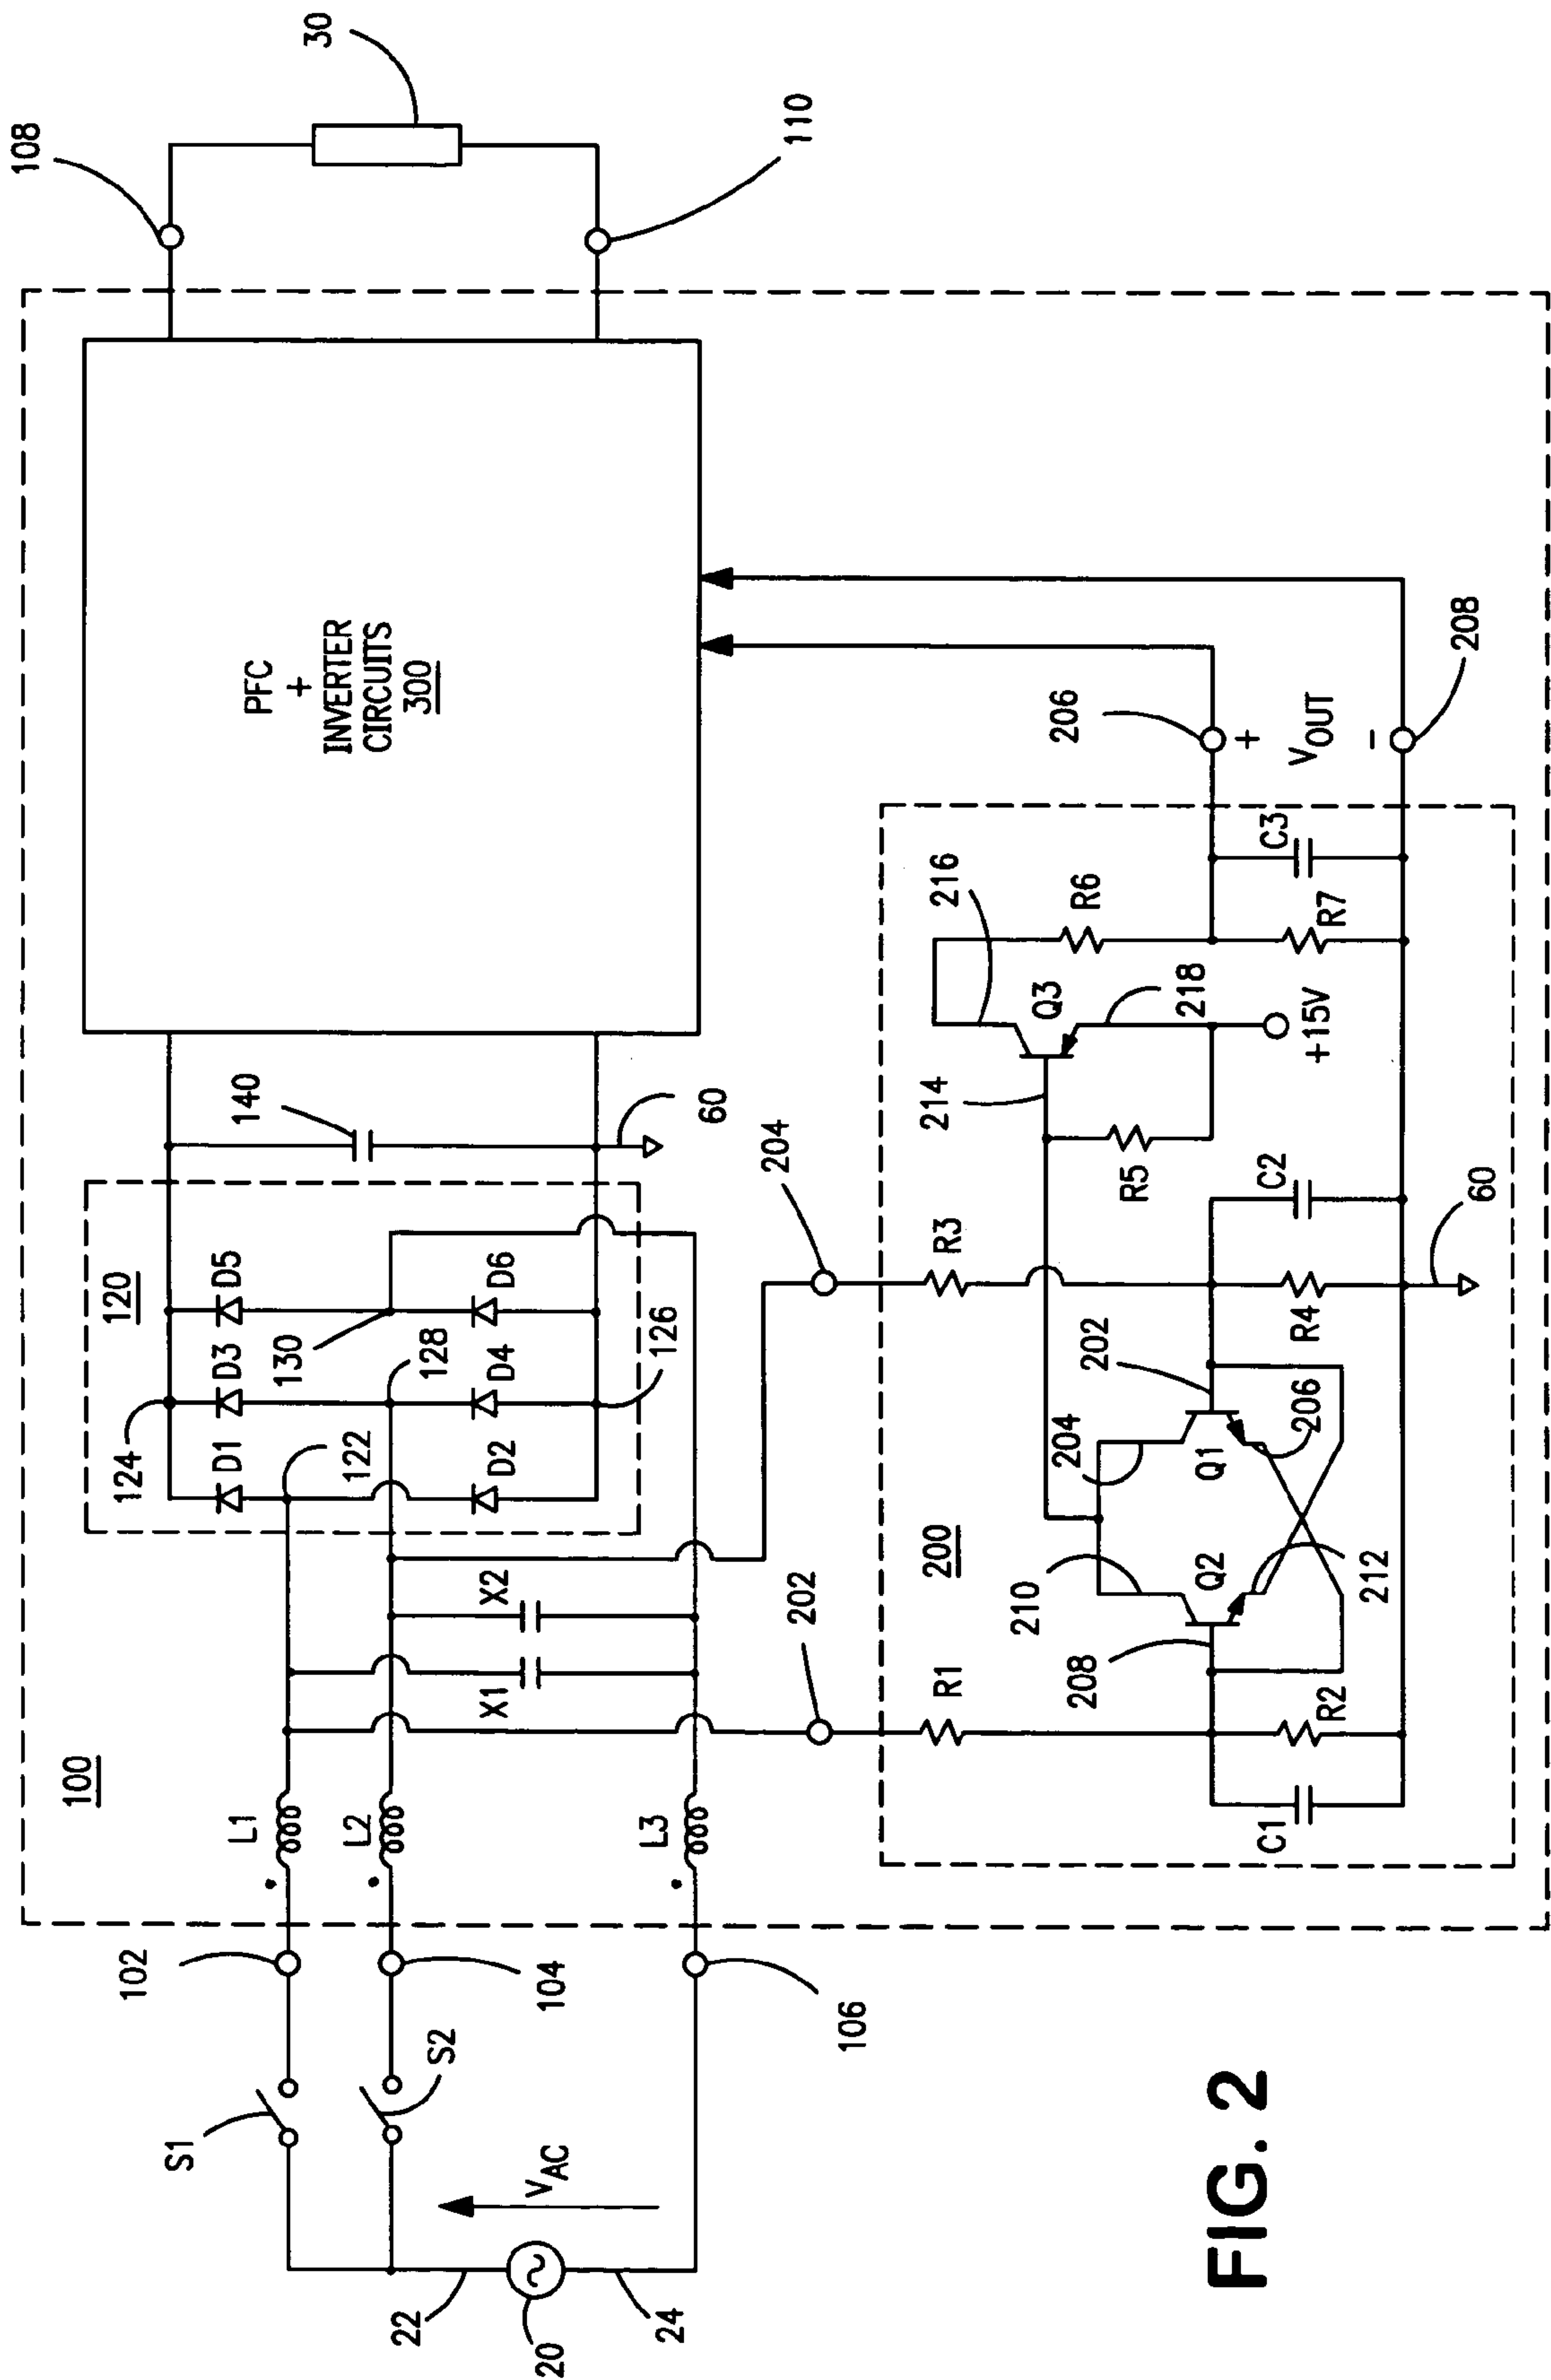 FIG. 2
100
S1
S2
102
104
106
22
20
24
V_AC
L1
L2
L3
X1
X2
120
124
122
D1
D2
D3
D4
D5
D6
130
128
126
140
60
PFC
+
INVERTER
CIRCUITS
300
108
110
30
202
204
200
R1
R2
C1
208
210
Q2
212
204
Q1
206
202
R3
R4
C2
60
R5
214
216
Q3
218
+15V
R6
R7
C3
206
+
V_OUT
-
208